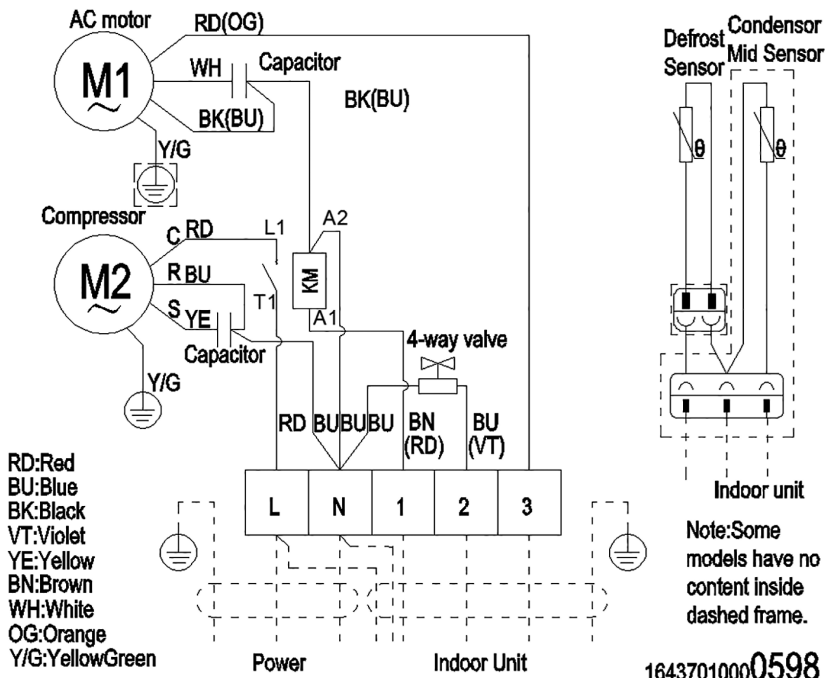 AC motor
RD(OG)
M1
~
WH
Capacitor
BK(BU)
BK(BU)
Y/G
Compressor
C RD
L1
A2
M2
~
R BU
KM
S YE
T1
A1
Capacitor
4-way valve
Y/G
RD BU BU BU BN
(RD)
BU
(VT)
L N 1 2 3
RD:Red
BU:Blue
BK:Black
VT:Violet
YE:Yellow
BN:Brown
WH:White
OG:Orange
Y/G:YellowGreen
Power
Indoor Unit
Defrost
Sensor
Condensor
Mid Sensor
θ
θ
Indoor unit
Note:Some
models have no
content inside
dashed frame.
16437010000598